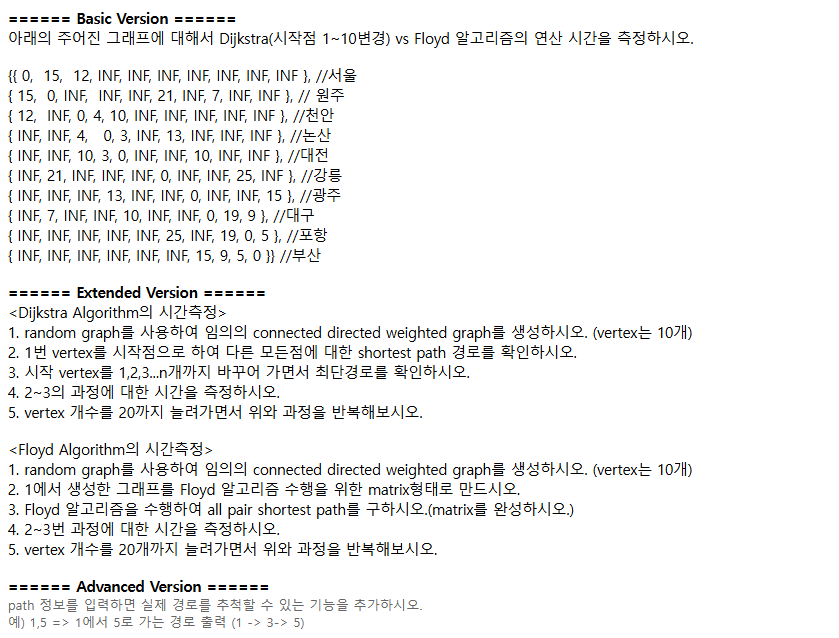 ====== Basic Version ======
아래의 주어진 그래프에 대해서 Dijkstra(시작점 1~10변경) vs Floyd 알고리즘의 연산 시간을 측정하시오.
{{ 0, 15, 12, INF, INF, INF, INF, INF, INF, INF }, //서울
{ 15, 0, INF, INF, INF, 21, INF, 7, INF, INF }, // 원주
{ 12, INF, 0, 4, 10, INF, INF, INF, INF, INF }, //천안
{ INF, INF, 4, 0, 3, INF, 13, INF, INF, INF }, //논산
{ INF, INF, 10, 3, 0, INF, INF, 10, INF, INF }, //대전
{ INF, 21, INF, INF, INF, 0, INF, INF, 25, INF }, //강릉
{ INF, INF, INF, 13, INF, INF, 0, INF, INF, 15 }, //광주
{ INF, 7, INF, INF, 10, INF, INF, 0, 19, 9 }, //대구
{ INF, INF, INF, INF, INF, 25, INF, 19, 0, 5 }, //포항
{ INF, INF, INF, INF, INF, INF, 15, 9, 5, 0 }} //부산
====== Extended Version ======
<Dijkstra Algorithm의 시간측정>
1. random graph를 사용하여 임의의 connected directed weighted graph를 생성하시오. (vertex는 10개)
2. 1번 vertex를 시작점으로 하여 다른 모든점에 대한 shortest path 경로를 확인하시오.
3. 시작 vertex를 1,2,3...n개까지 바꾸어 가면서 최단경로를 확인하시오.
4. 2~3의 과정에 대한 시간을 측정하시오.
5. vertex 개수를 20까지 늘려가면서 위와 과정을 반복해보시오.
<Floyd Algorithm의 시간측정>
1. random graph를 사용하여 임의의 connected directed weighted graph를 생성하시오. (vertex는 10개)
2. 1에서 생성한 그래프를 Floyd 알고리즘 수행을 위한 matrix형태로 만드시오.
3. Floyd 알고리즘을 수행하여 all pair shortest path를 구하시오.(matrix를 완성하시오.)
4. 2~3번 과정에 대한 시간을 측정하시오.
5. vertex 개수를 20개까지 늘려가면서 위와 과정을 반복해보시오.
====== Advanced Version ======
path 정보를 입력하면 실제 경로를 추적할 수 있는 기능을 추가하시오.
예) 1,5 => 1에서 5로 가는 경로 출력 (1 -> 3-> 5)